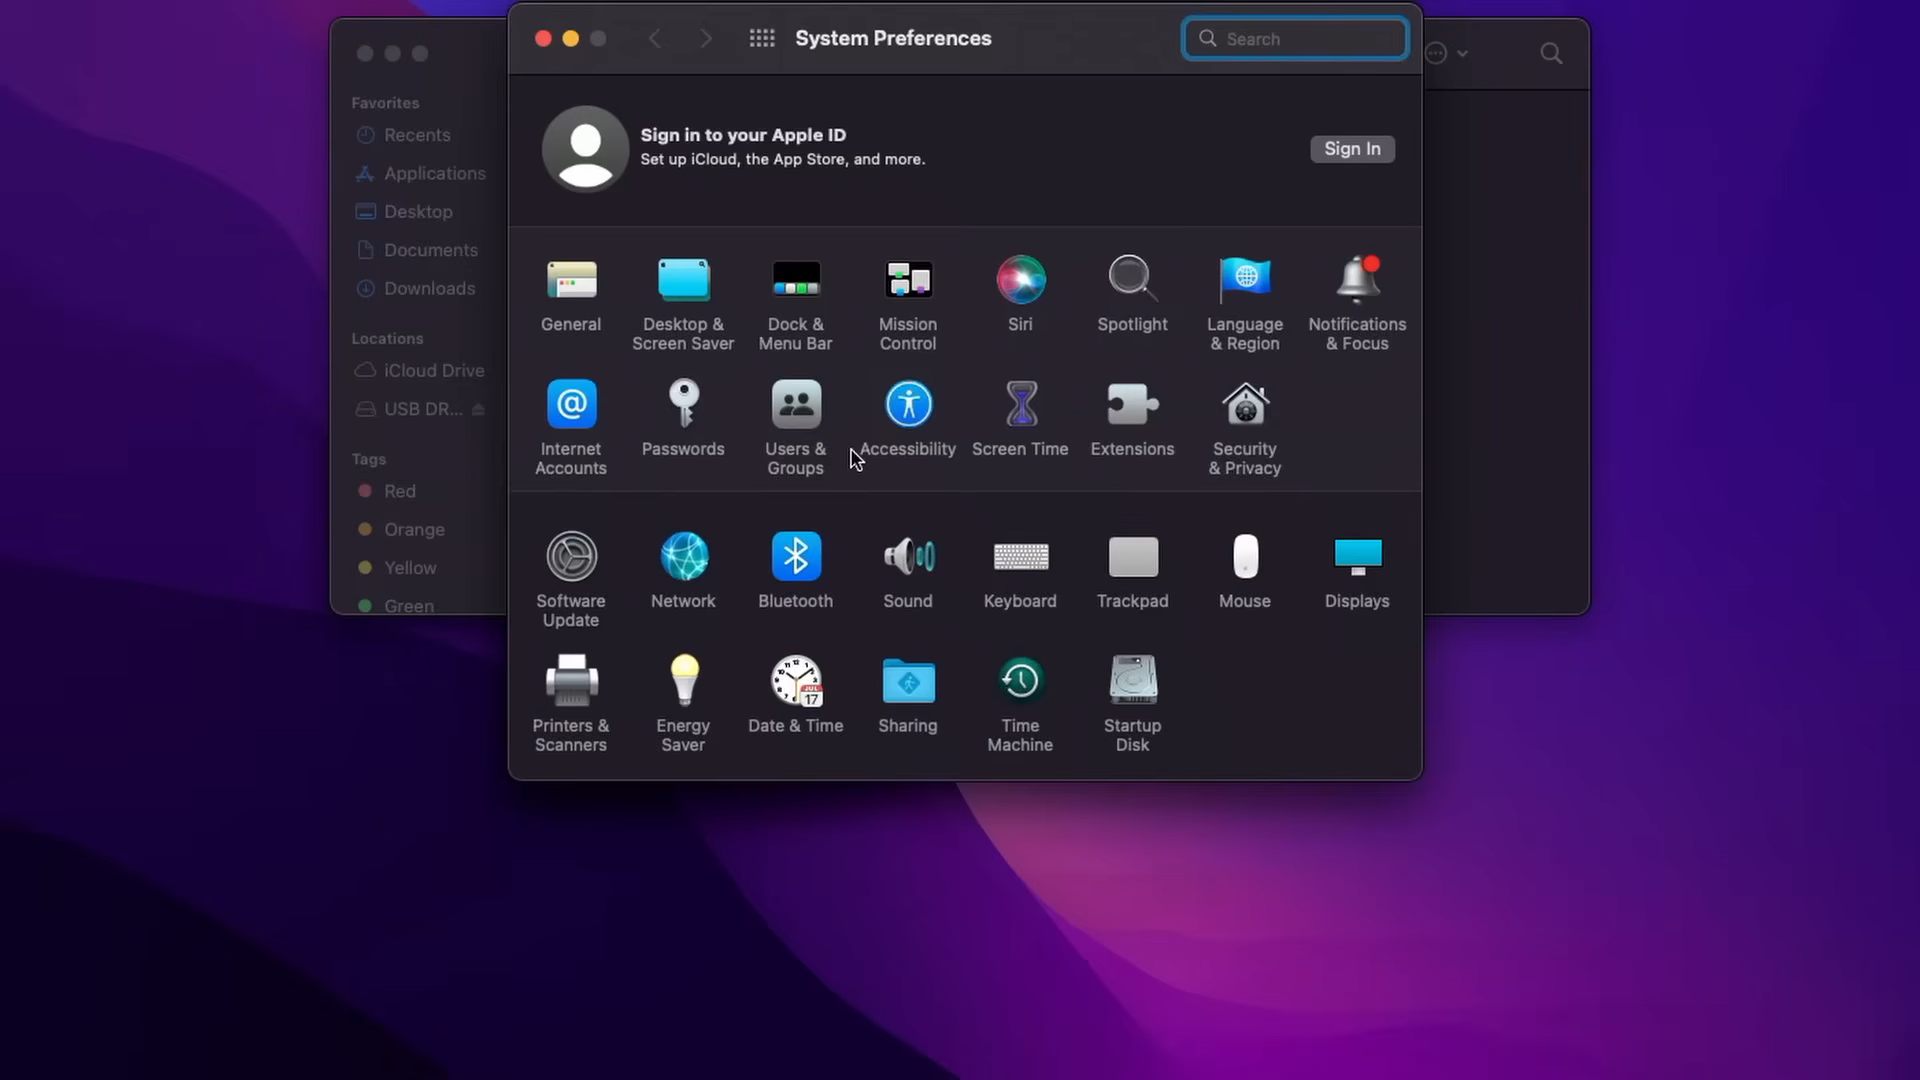 System Preferences
Search
Favorites
Recents
Applications
Desktop
Documents
Downloads
Locations
iCloud Drive
USB DR...
Tags
Red
Orange
Yellow
Green
Sign in to your Apple ID
Set up iCloud, the App Store, and more.
Sign In
General
Desktop &
Screen Saver
Dock &
Menu Bar
Mission
Control
Siri
Spotlight
Language
& Region
Notifications
& Focus
Internet
Accounts
Passwords
Users &
Groups
Accessibility
Screen Time
Extensions
Security
& Privacy
Software
Update
Network
Bluetooth
Sound
Keyboard
Trackpad
Mouse
Displays
Printers &
Scanners
Energy
Saver
JUL
17
Date & Time
Sharing
Time
Machine
Startup
Disk